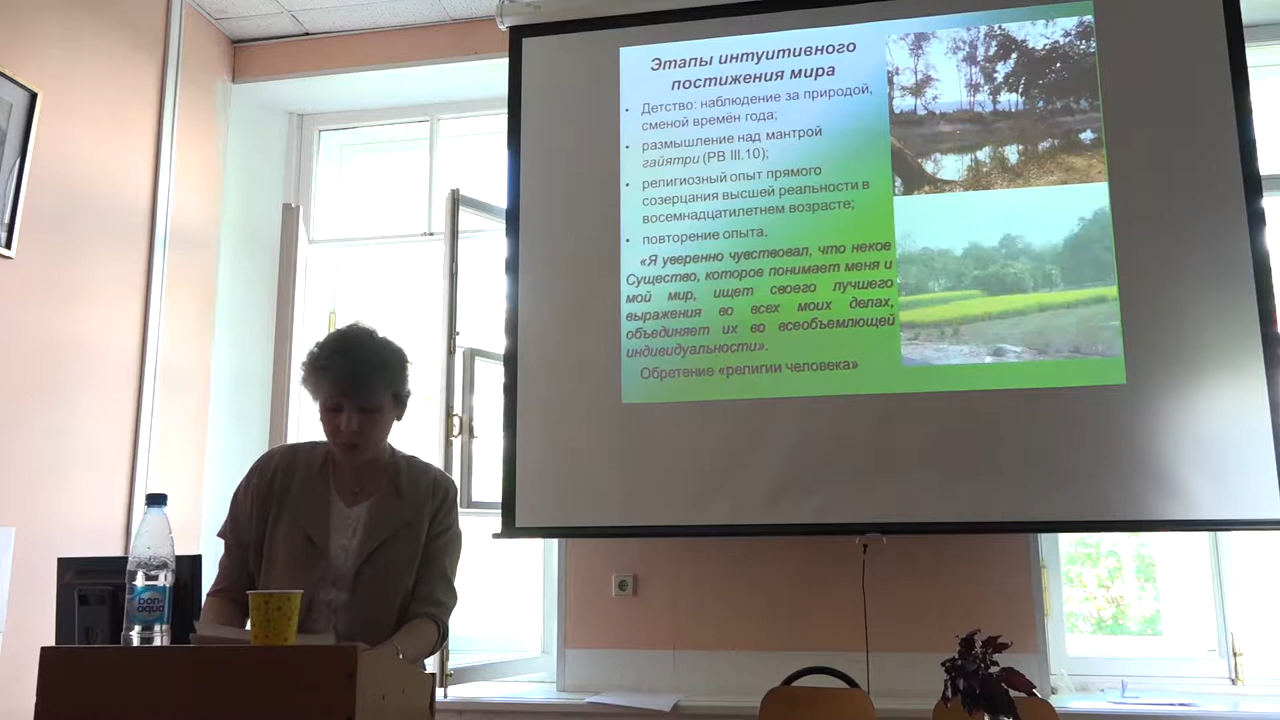 Этапы интуитивного
постижения мира
• Детство: наблюдение за природой,
сменой времён года;
• размышление над мантрой
гайятри (РВ III.10);
• религиозный опыт прямого
созерцания высшей реальности в
восемнадцатилетнем возрасте;
• повторение опыта.
«Я уверенно чувствовал, что некое
Существо, которое понимает меня и
мой мир, ищет своего лучшего
выражения во всех моих делах,
объединяет их во всеобъемлющей
индивидуальности».
Обретение «религии человека»
bon
aqua